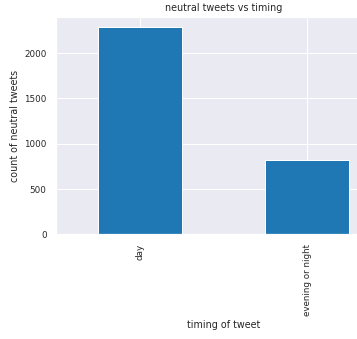 neutral tweets vs timing
count of neutral tweets
2000
1500
1000
500
0
day
evening or night
timing of tweet